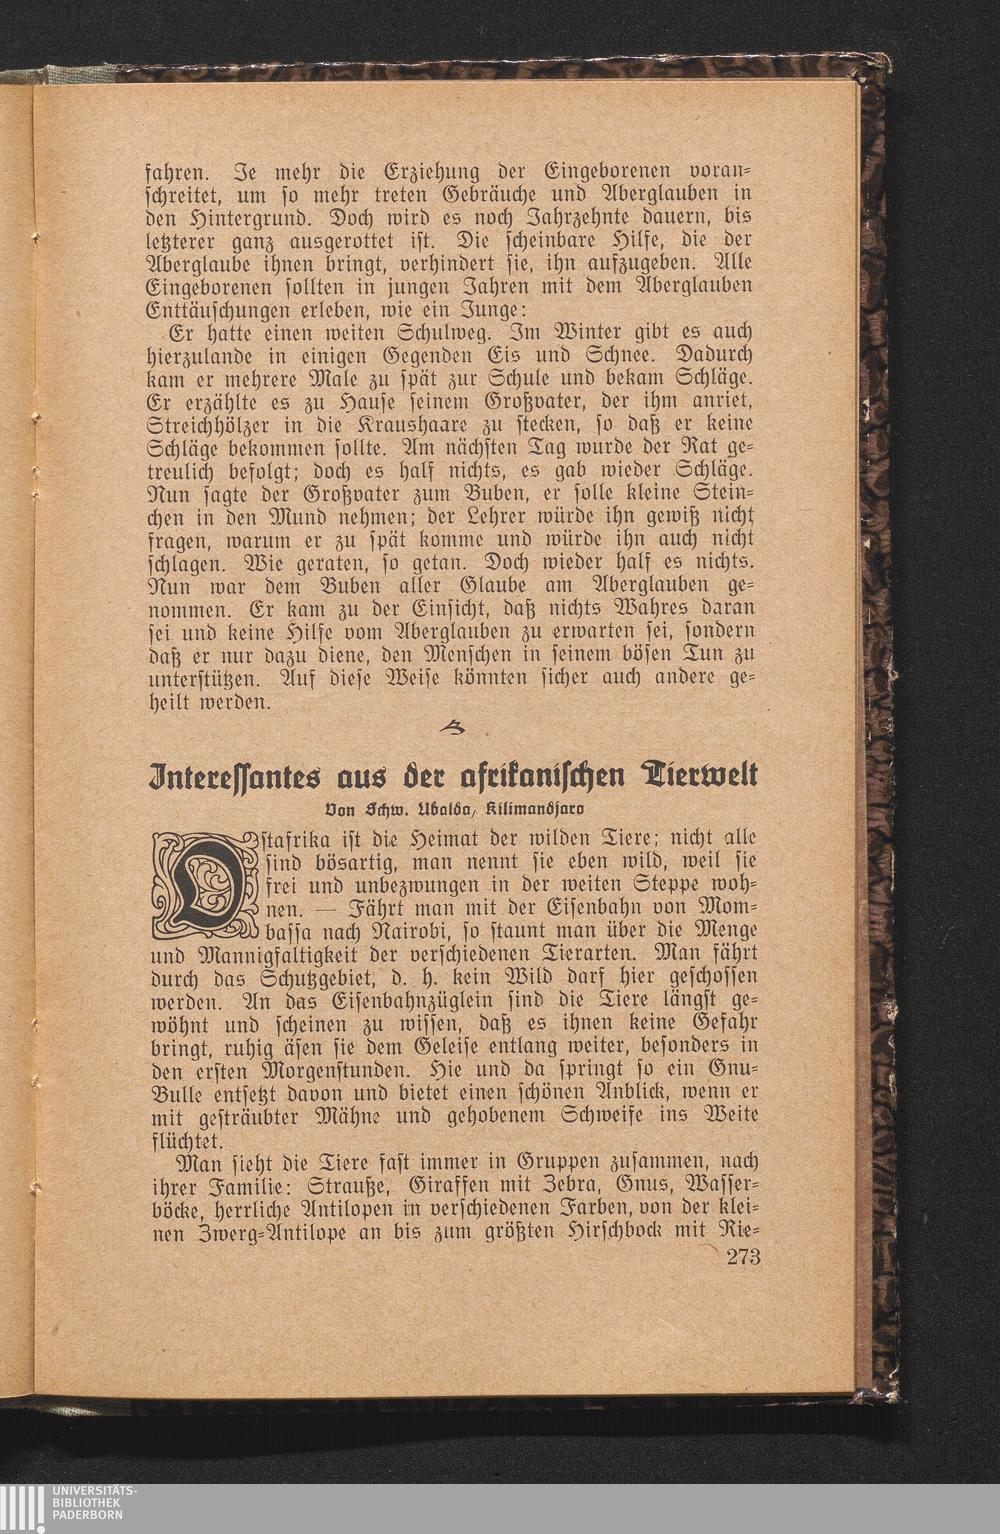 fahren. Je mehr die Erziehung der Eingeborenen voran-
schreitet, um so mehr treten Gebräuche und Aberglauben in
den Hintergrund. Doch wird es noch Jahrzehnte dauern, bis
letzterer ganz ausgerottet ist. Die scheinbare Hilfe, die der
Aberglaube ihnen bringt, verhindert sie, ihn aufzugeben. Alle
Eingeborenen sollten in jungen Jahren mit dem Aberglauben
Enttäuschungen erleben, wie ein Junge:
Er hatte einen weiten Schulweg. Im Winter gibt es auch
hierzulande in einigen Gegenden Eis und Schnee. Dadurch
kam er mehrere Male zu spät zur Schule und bekam Schläge.
Er erzählte es zu Hause seinem Großvater, der ihm anriet,
Streichhölzer in die Kraushaare zu stecken, so daß er keine
Schläge bekommen sollte. Am nächsten Tag wurde der Rat ge-
treulich befolgt; doch es half nichts, es gab wieder Schläge.
Nun sagte der Großvater zum Buben, er solle kleine Stein-
chen in den Mund nehmen; der Lehrer würde ihn gewiß nicht
fragen, warum er zu spät komme und würde ihn auch nicht
schlagen. Wie geraten, so getan. Doch wieder half es nichts.
Nun war dem Buben aller Glaube am Aberglauben ge-
nommen. Er kam zu der Einsicht, daß nichts Wahres daran
sei und keine Hilfe vom Aberglauben zu erwarten sei, sondern
daß er nur dazu diene, den Menschen in seinem bösen Tun zu
unterstützen. Auf diese Weise könnten sicher auch andere ge-
heilt werden.
Interessantes aus der afrikanischen Tierwelt
Von Schw. Ubalda, Kilimandjaro
Ostafrika ist die Heimat der wilden Tiere; nicht alle
sind bösartig, man nennt sie eben wild, weil sie
frei und unbezwungen in der weiten Steppe woh-
nen. — Fährt man mit der Eisenbahn von Mom-
bassa nach Nairobi, so staunt man über die Menge
und Mannigfaltigkeit der verschiedenen Tierarten. Man fährt
durch das Schutzgebiet, d. h. kein Wild darf hier geschossen
werden. An das Eisenbahnzüglein sind die Tiere längst ge-
wöhnt und scheinen zu wissen, daß es ihnen keine Gefahr
bringt, ruhig äsen sie dem Geleise entlang weiter, besonders in
den ersten Morgenstunden. Hie und da springt so ein Gnu-
Bulle entsetzt davon und bietet einen schönen Anblick, wenn er
mit gesträubter Mähne und gehobenem Schweife ins Weite
flüchtet.
Man sieht die Tiere fast immer in Gruppen zusammen, nach
ihrer Familie: Strauße, Giraffen mit Zebra, Gnus, Wasser-
böcke, herrliche Antilopen in verschiedenen Farben, von der klei-
nen Zwerg-Antilope an bis zum größten Hirschbock mit Rie-
273
UNIVERSITÄTS-
BIBLIOTHEK
PADERBORN